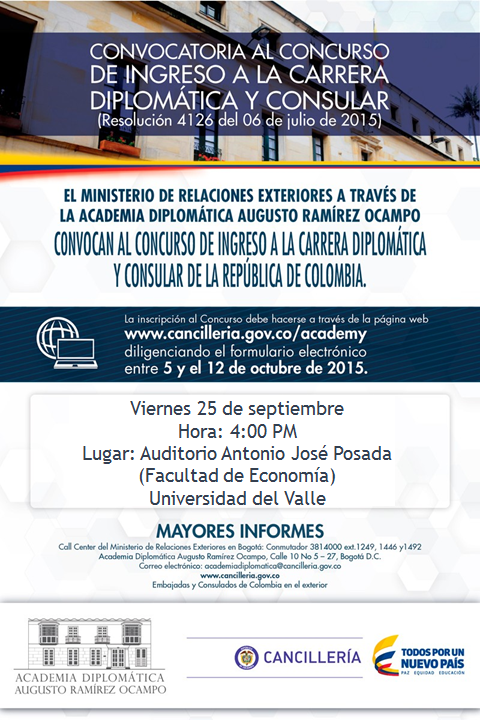 CONVOCATORIA AL CONCURSO
DE INGRESO A LA CARRERA
DIPLOMÁTICA Y CONSULAR
(Resolución 4126 del 06 de julio de 2015)
EL MINISTERIO DE RELACIONES EXTERIORES A TRAVÉS DE
LA ACADEMIA DIPLOMÁTICA AUGUSTO RAMÍREZ OCAMPO
CONVOCAN AL CONCURSO DE INGRESO A LA CARRERA DIPLOMÁTICA
Y CONSULAR DE LA REPÚBLICA DE COLOMBIA.
La inscripción al Concurso debe hacerse a través de la página web
www.cancilleria.gov.co/academy
diligenciando el formulario electrónico
entre 5 y el 12 de octubre de 2015.
Viernes 25 de septiembre
Hora: 4:00 PM
Lugar: Auditorio Antonio José Posada
(Facultad de Economía)
Universidad del Valle
MAYORES INFORMES
Call Center del Ministerio de Relaciones Exteriores en Bogotá: Conmutador 3814000 ext.1249, 1446 y1492
Academia Diplomática Augusto Ramírez Ocampo, Calle 10 No 5 – 27, Bogotá D.C.
Correo electrónico: academiadiplomatica@cancilleria.gov.co
www.cancilleria.gov.co
Embajadas y Consulados de Colombia en el exterior
ACADEMIA DIPLOMÁTICA
AUGUSTO RAMÍREZ OCAMPO
CANCILLERÍA
TODOS POR UN
NUEVO PAÍS
PAZ EQUIDAD EDUCACIÓN